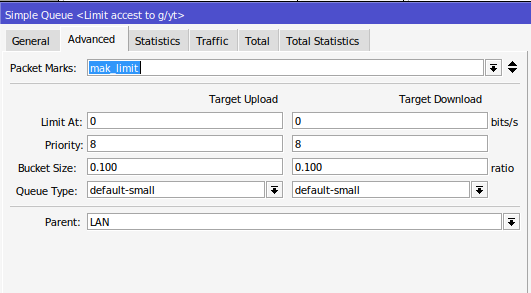 Simple Queue <Limit access to g/yt>
General Advanced Statistics Traffic Total Total Statistics
Packet Marks: mak_limit
Target Upload Target Download
Limit At: 0 0 bits/s
Priority: 8 8
Bucket Size: 0.100 0.100 ratio
Queue Type: default-small default-small
Parent: LAN